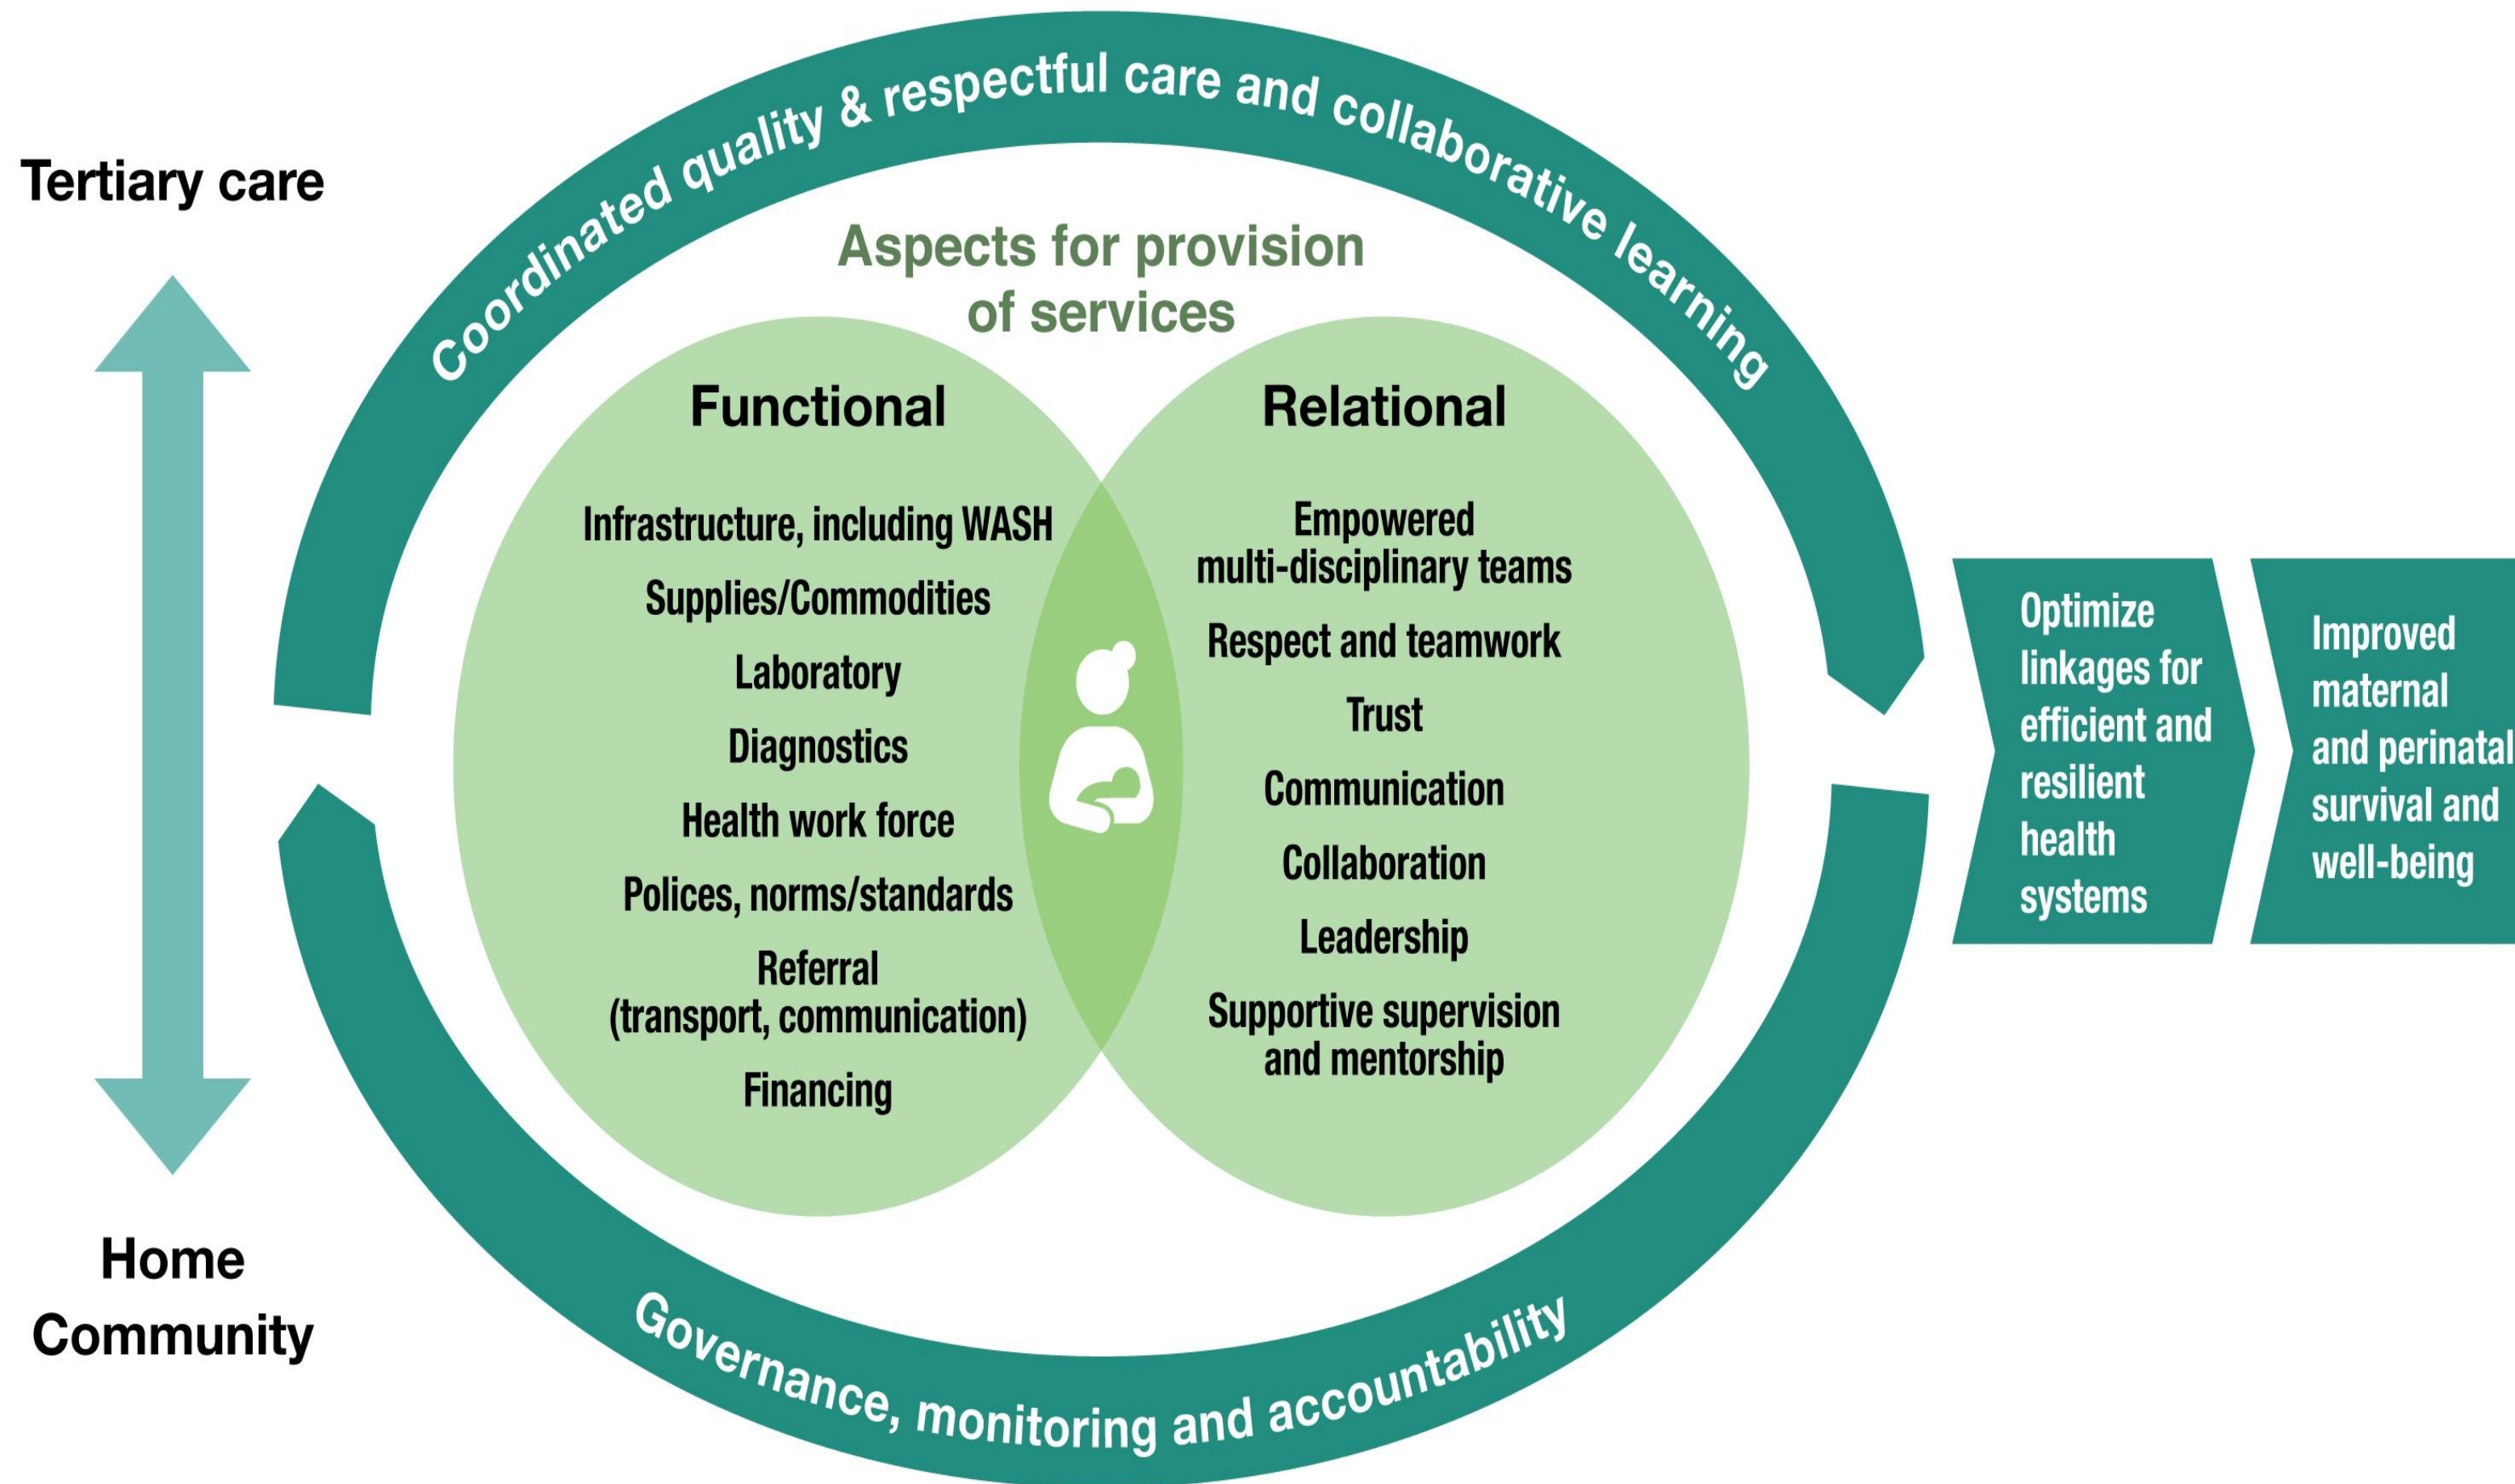 Coordinated quality & respectful care and collaborative learning
Tertiary care
Aspects for provision
of services
Functional
Infrastructure, including WASH
Supplies/Commodities
Laboratory
Diagnostics
Health work force
Polices, norms/standards
Referral
(transport, communication)
Financing
Relational
Empowered
multi-disciplinary teams
Respect and teamwork
Trust
Communication
Collaboration
Leadership
Supportive supervision
and mentorship
Optimize
linkages for
efficient and
resilient
health
systems
Improved
maternal
and perinatal
survival and
well-being
Home
Community
Governance, monitoring and accountability